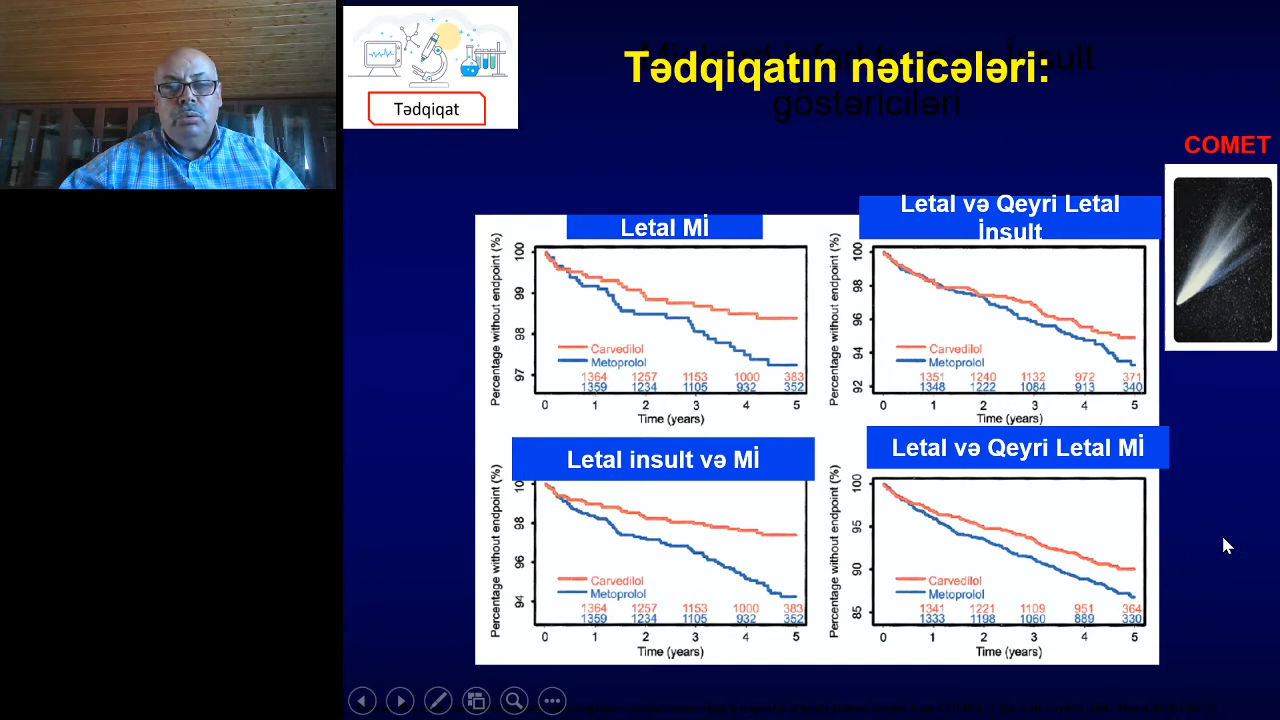 Tədqiqat
Tədqiqatın nəticələri:
göstəriciləri
COMET
Letal Mİ
Percentage without endpoint (%)
100
99
98
97
Carvedilol
Metoprolol
1364 1257 1153 1000 383
1359 1234 1105 932 352
0 1 2 3 4 5
Time (years)
Letal və Qeyri Letal
İnsult
Percentage without endpoint (%)
100
98
96
94
92
Carvedilol
Metoprolol
1351 1240 1132 972 371
1348 1222 1084 913 340
0 1 2 3 4 5
Time (years)
Letal insult və Mİ
Percentage without endpoint (%)
98
96
94
Carvedilol
Metoprolol
1364 1257 1153 1000 383
1359 1234 1105 932 352
0 1 2 3 4 5
Time (years)
Letal və Qeyri Letal Mİ
Percentage without endpoint (%)
100
95
90
85
Carvedilol
Metoprolol
1341 1221 1109 951 364
1333 1198 1060 889 330
0 1 2 3 4 5
Time (years)